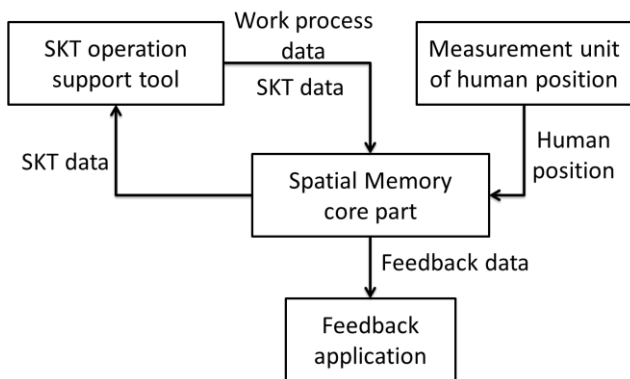 SKT operation
support tool
Work process
data
SKT data
Measurement unit
of human position
SKT data
Human
position
Spatial Memory
core part
Feedback data
Feedback
application